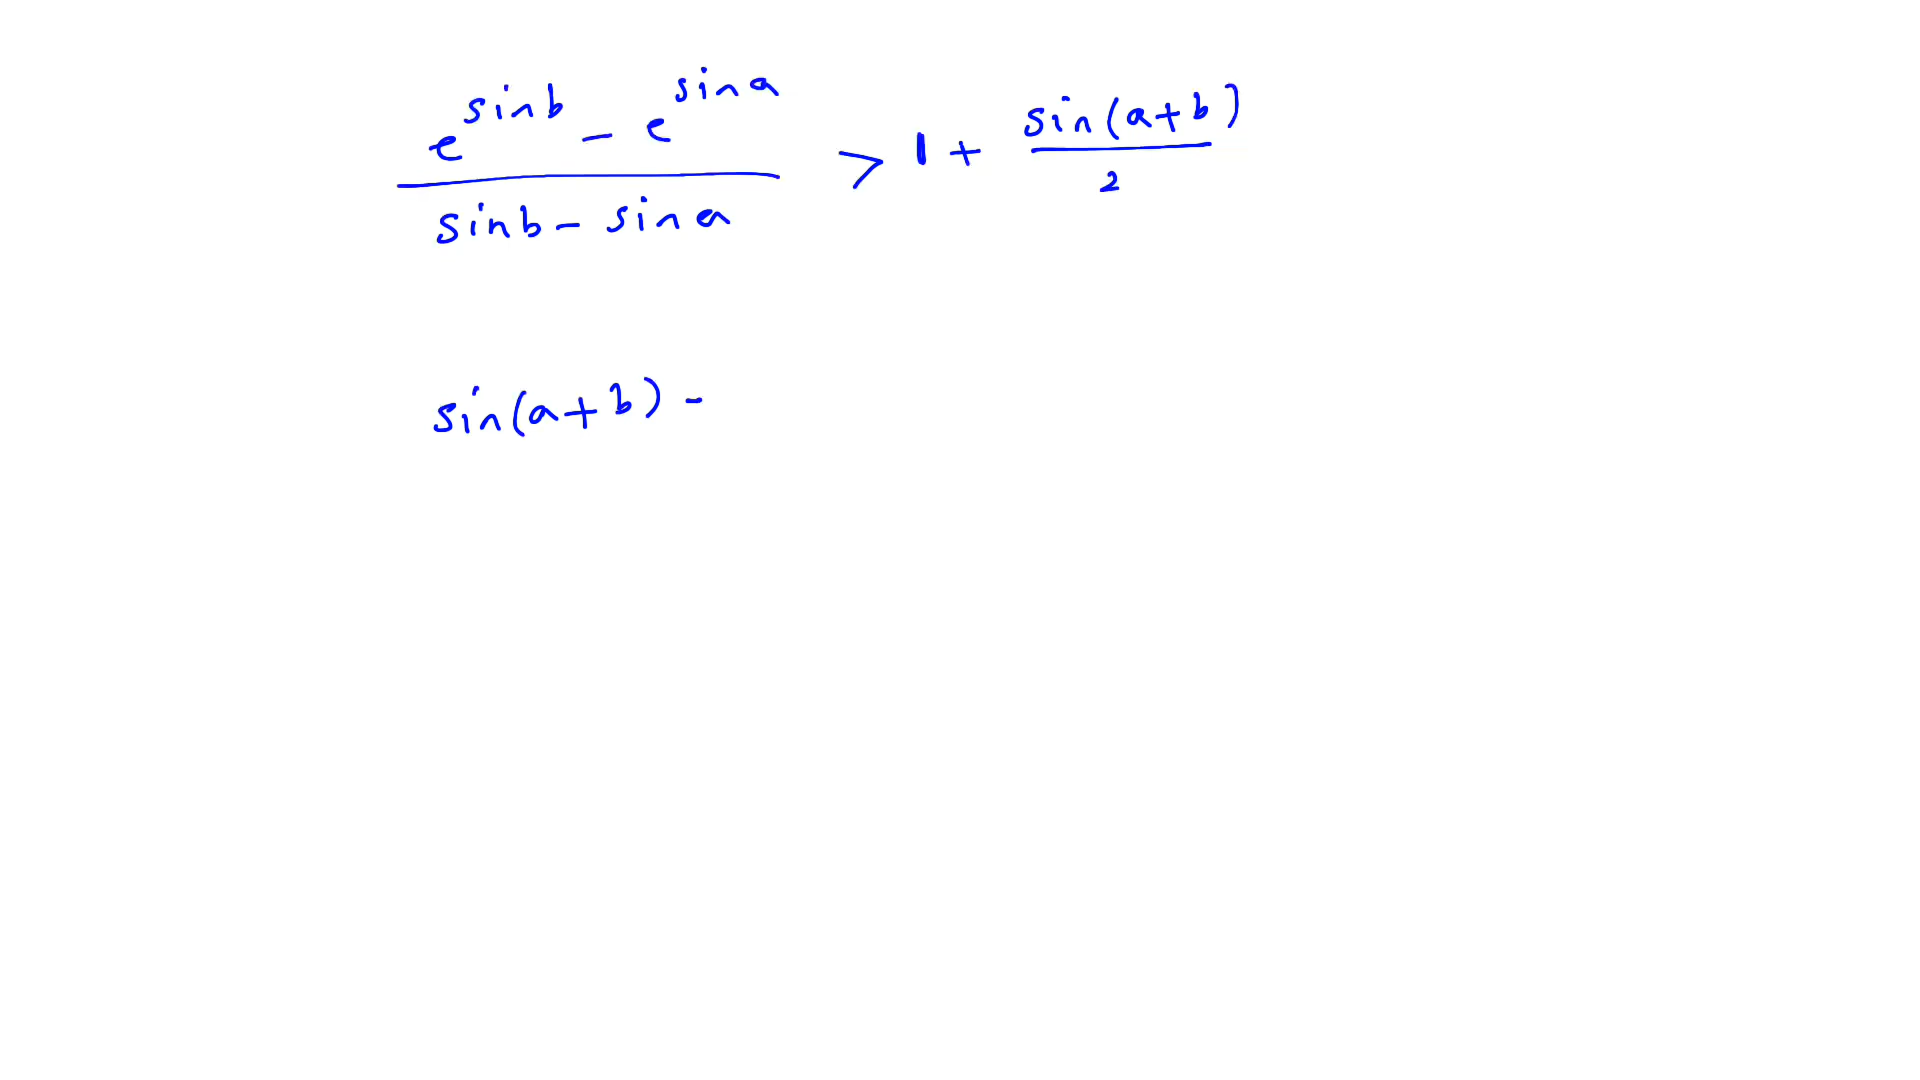 e^{sin b} - e^{sin a} / sin b - sin a > 1 + sin(a+b) / 2
sin(a+b) -